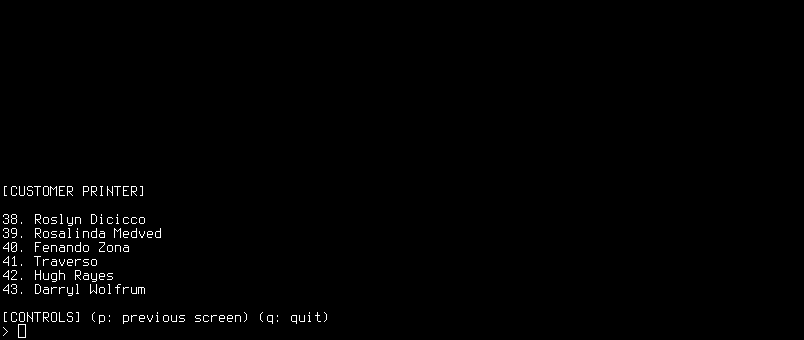 [CUSTOMER PRINTER]
38. Roslyn Dicicco
39. Rosalinda Medved
40. Fenando Zona
41. Traverso
42. Hugh Rayes
43. Darryl Wolfrum
[CONTROLS] (p: previous screen) (q: quit)
>